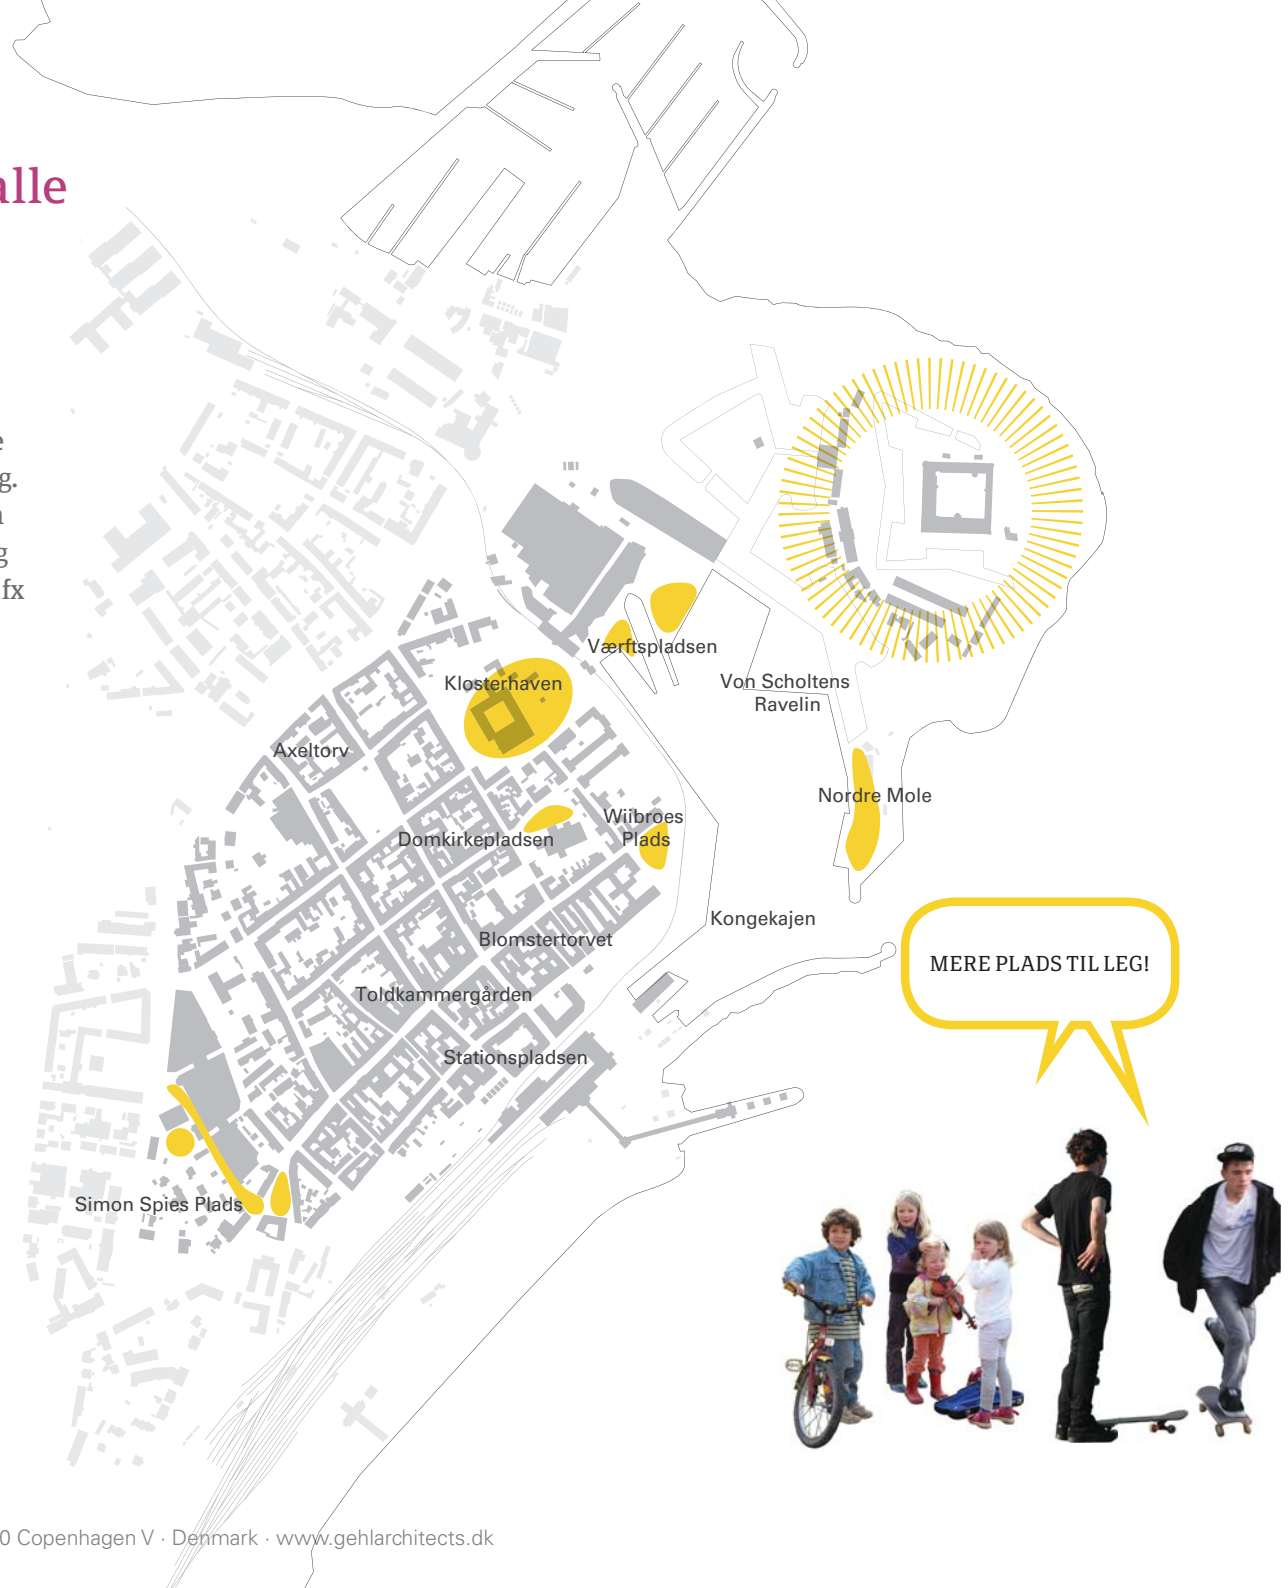 alle
e
g.
n
g
fx
Værftspladsen
Klosterhaven
Von Scholtens
Ravelin
Axeltorv
Nordre Mole
Wiibroes
Plads
Domkirkepladsen
Kongekajen
Blomstertorvet
MERE PLADS TIL LEG!
Toldkammergården
Stationspladsen
Simon Spies Plads
0 Copenhagen V · Denmark · www.gehlarchitects.dk